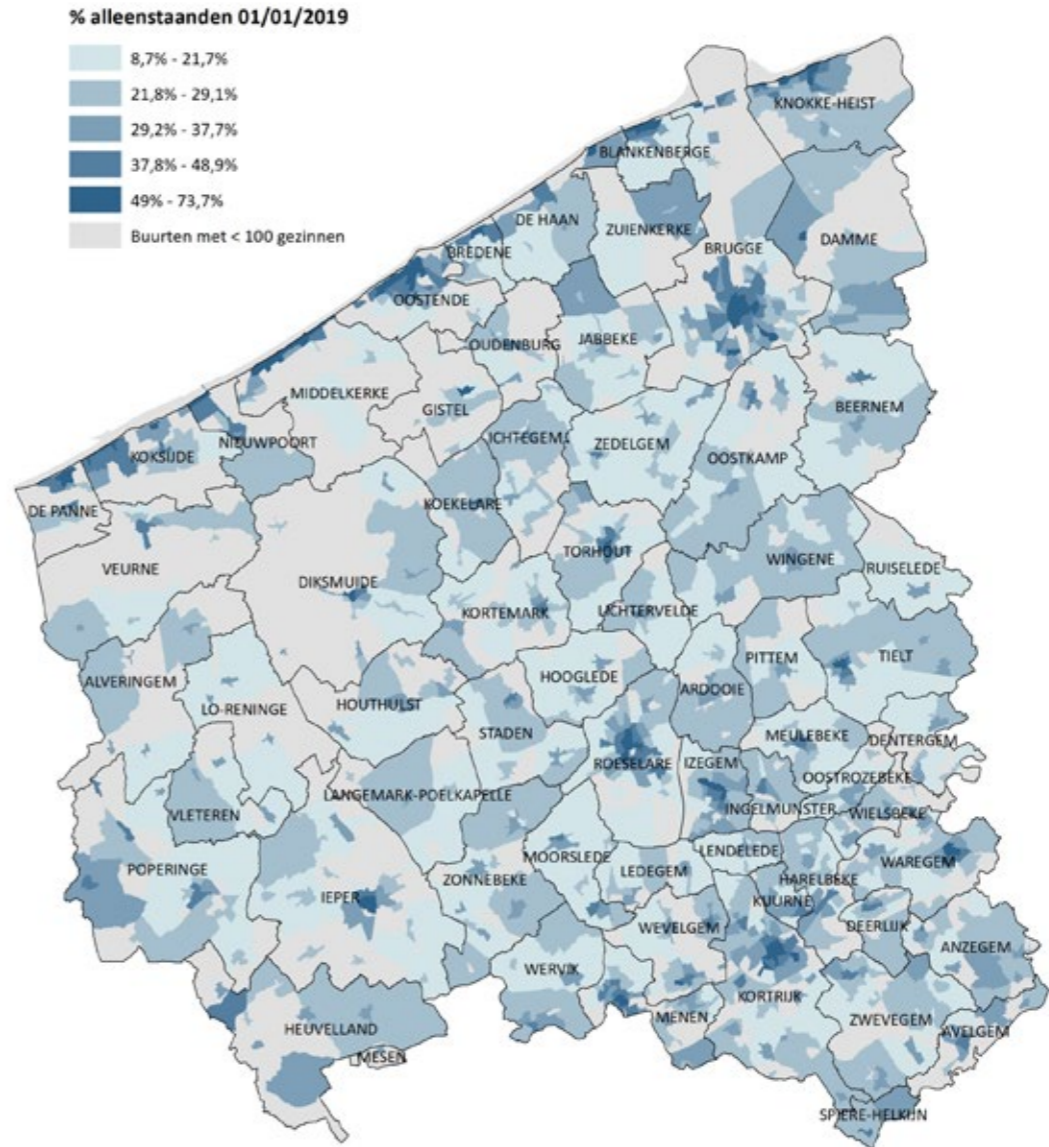 % alleenstaanden 01/01/2019
8,7% - 21,7%
21,8% - 29,1%
29,2% - 37,7%
37,8% - 48,9%
49% - 73,7%
Buurten met < 100 gezinnen
KNOKKE-HEIST
BLANKENBERGE
DE HAAN
ZUIENKERKE
BRUGGE
DAMME
BREDENE
OOSTENDE
OUDENBURG
JABBEKE
MIDDELKERKE
GISTEL
BEERNEM
NIEUWPOORT
ICHTEGEM
ZEDELGEM
KOKSIJDE
OOSTKAMP
DE PANNE
KOEKELARE
TORHOUT
WINGENE
VEURNE
DIKSMUIDE
RUISELEDE
KORTEMARK
LICHTERVELDE
PITTEM
TIELT
ALVERINGEM
HOOGLEDE
ARDOOIE
LO-RENINGE
HOUTHULST
STADEN
MEULEBEKE
DENTERGEM
ROESELARE
IZEGEM
OOSTROZEBEKE
LANGEMARK-POELKAPELLE
INGELMUNSTER
WIELSBEKE
VLETEREN
LENDELEDE
MOORSLEDE
WAREGEM
POPERINGE
LEDEGEM
HARELBEKE
ZONNEBEKE
IEPER
KUURNE
WEVELGEM
DEERLIJK
ANZEGEM
WERVIK
KORTRIJK
MENEN
ZWEVEGEM
AVELGEM
HEUVELLAND
MESEN
SPIERE-HELKIJN